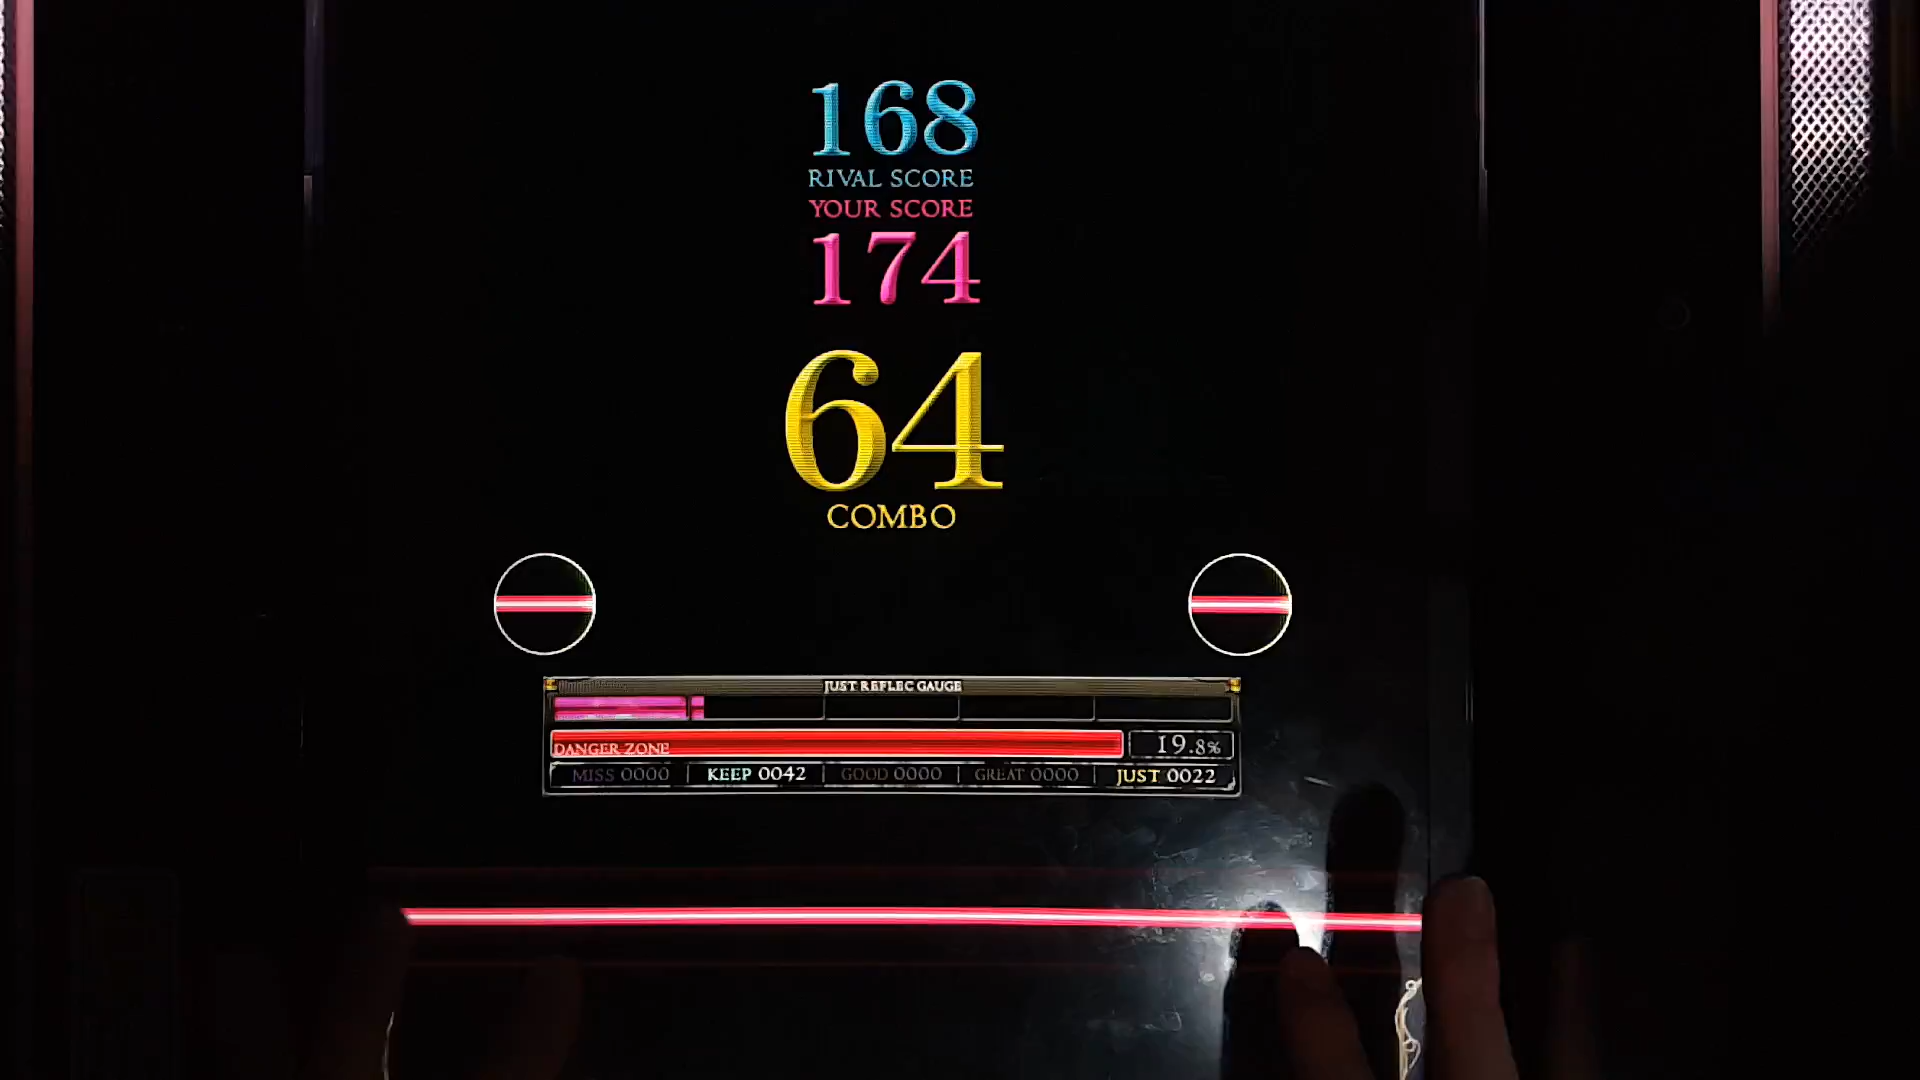 168
RIVAL SCORE
YOUR SCORE
174
64
COMBO
JUST REFLEC GAUGE
DANGER ZONE 19.8%
MISS 0000 KEEP 0042 GOOD 0000 GREAT 0000 JUST 0022